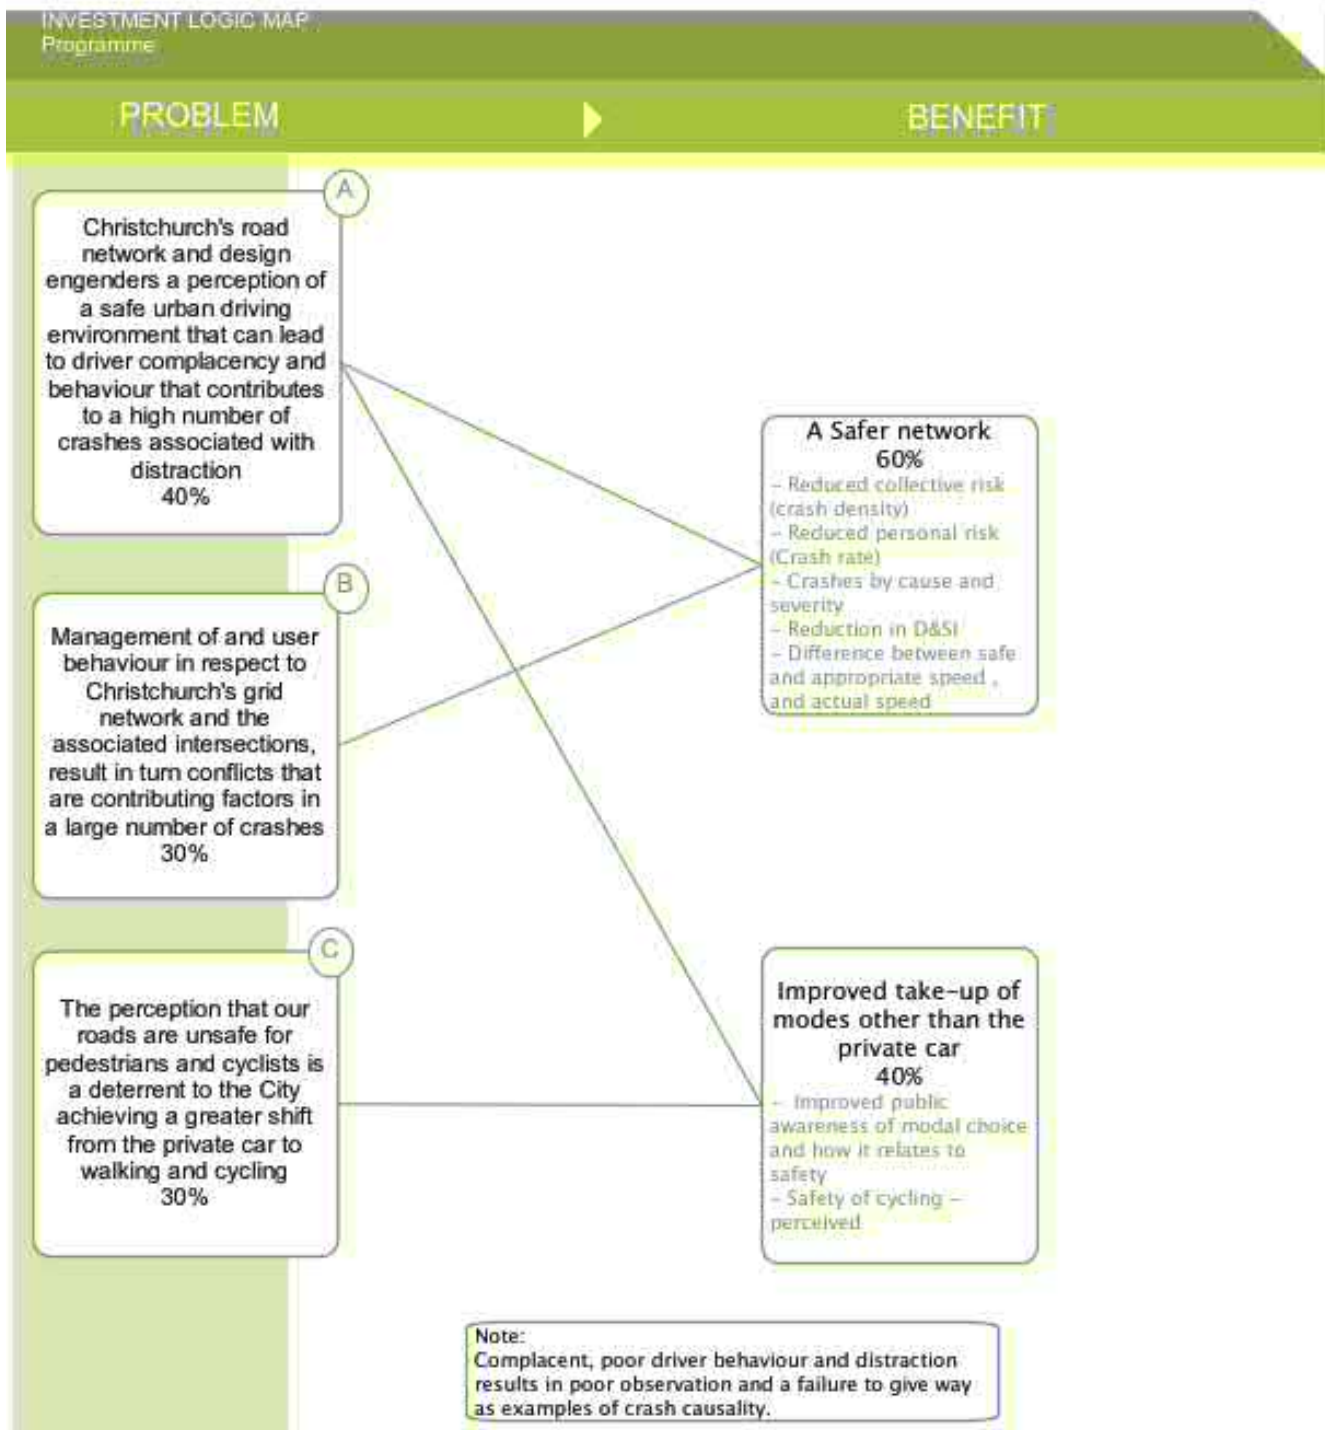 INVESTMENT LOGIC MAP
Programme
PROBLEM
BENEFIT
A
Christchurch's road
network and design
engenders a perception of
a safe urban driving
environment that can lead
to driver complacency and
behaviour that contributes
to a high number of
crashes associated with
distraction
40%
B
Management of and user
behaviour in respect to
Christchurch's grid
network and the
associated intersections,
result in turn conflicts that
are contributing factors in
a large number of crashes
30%
C
The perception that our
roads are unsafe for
pedestrians and cyclists is
a deterrent to the City
achieving a greater shift
from the private car to
walking and cycling
30%
A Safer network
60%
- Reduced collective risk
(crash density)
- Reduced personal risk
(Crash rate)
- Crashes by cause and
severity
- Reduction in D&SI
- Difference between safe
and appropriate speed ,
and actual speed
Improved take-up of
modes other than the
private car
40%
- Improved public
awareness of modal choice
and how it relates to
safety
- Safety of cycling -
perceived
Note:
Complacent, poor driver behaviour and distraction
results in poor observation and a failure to give way
as examples of crash causality.